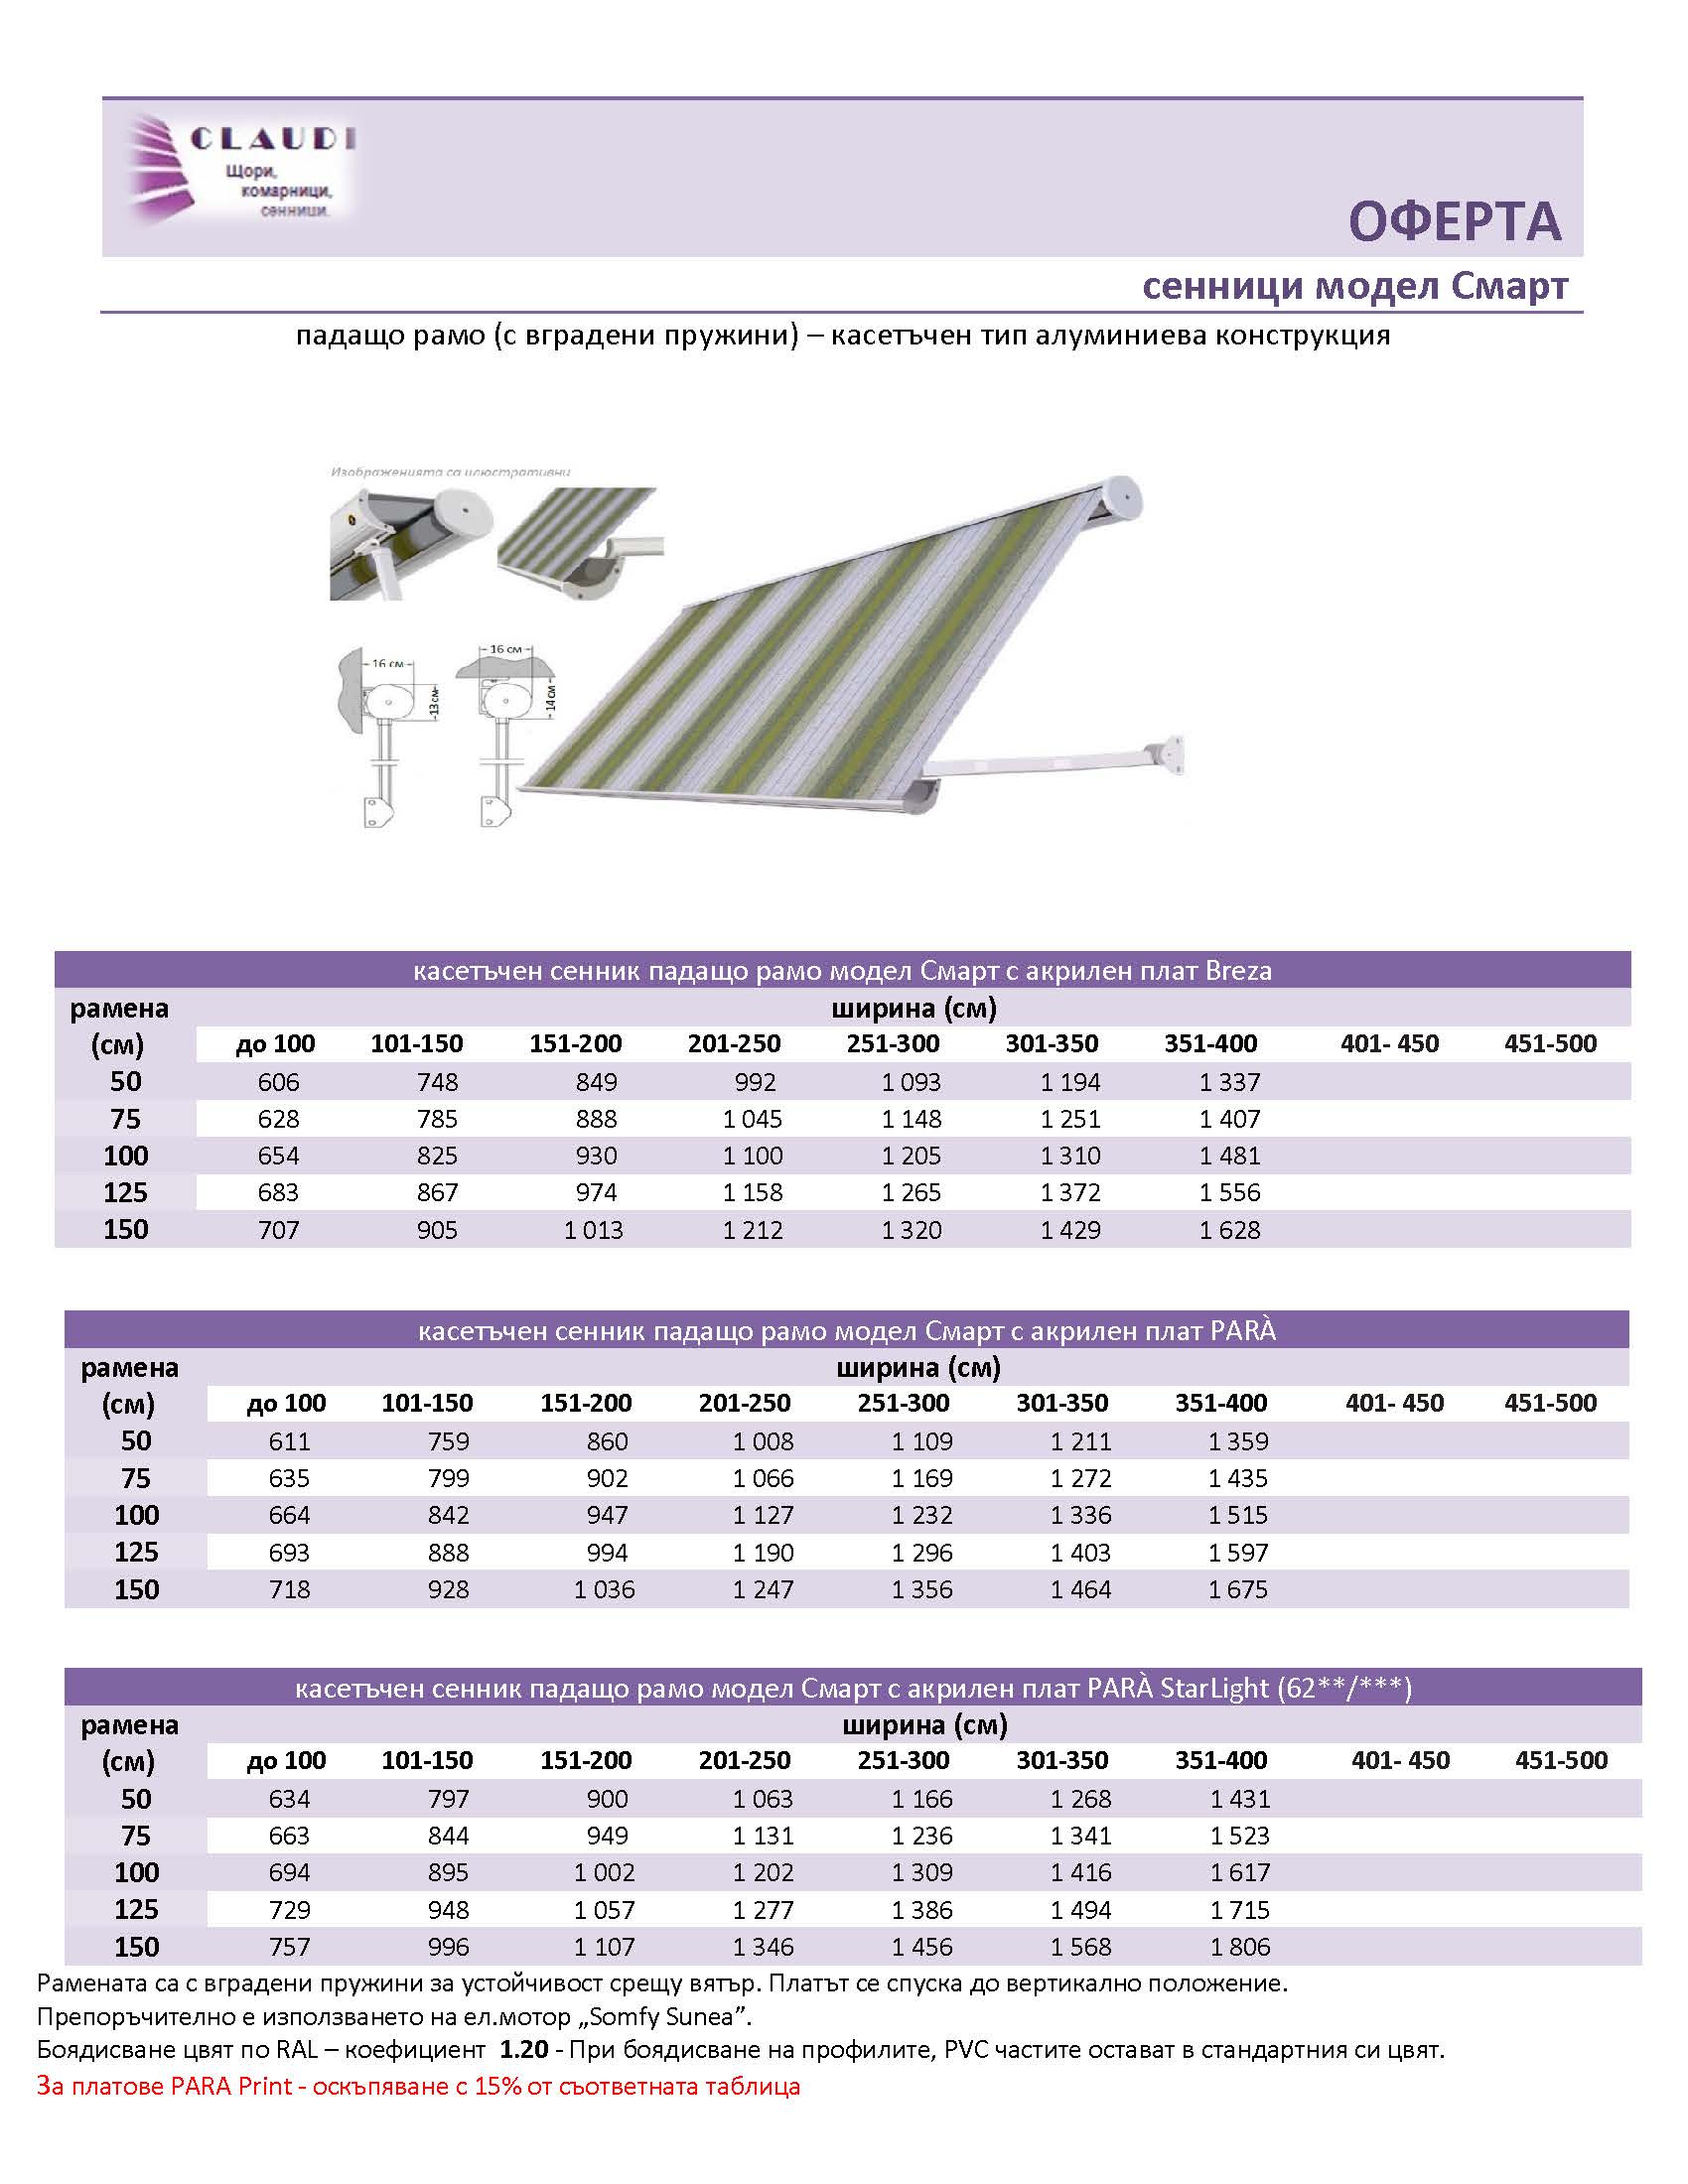 CLAUDI
Щори,
комарници,
сенници.
ОФЕРТА
сенници модел Смарт
падащо рамо (с вградени пружини) – касетъчен тип алуминиева конструкция
Изображенията са илюстративни
16 см
13см
16 см
14см
касетъчен сенник падащо рамо модел Смарт с акрилен плат Breza
рамена ширина (см)
(см) до 100 101-150 151-200 201-250 251-300 301-350 351-400 401- 450 451-500
50 606 748 849 992 1 093 1 194 1 337
75 628 785 888 1 045 1 148 1 251 1 407
100 654 825 930 1 100 1 205 1 310 1 481
125 683 867 974 1 158 1 265 1 372 1 556
150 707 905 1 013 1 212 1 320 1 429 1 628
касетъчен сенник падащо рамо модел Смарт с акрилен плат PARÀ
рамена ширина (см)
(см) до 100 101-150 151-200 201-250 251-300 301-350 351-400 401- 450 451-500
50 611 759 860 1 008 1 109 1 211 1 359
75 635 799 902 1 066 1 169 1 272 1 435
100 664 842 947 1 127 1 232 1 336 1 515
125 693 888 994 1 190 1 296 1 403 1 597
150 718 928 1 036 1 247 1 356 1 464 1 675
касетъчен сенник падащо рамо модел Смарт с акрилен плат PARÀ StarLight (62**/***)
рамена ширина (см)
(см) до 100 101-150 151-200 201-250 251-300 301-350 351-400 401- 450 451-500
50 634 797 900 1 063 1 166 1 268 1 431
75 663 844 949 1 131 1 236 1 341 1 523
100 694 895 1 002 1 202 1 309 1 416 1 617
125 729 948 1 057 1 277 1 386 1 494 1 715
150 757 996 1 107 1 346 1 456 1 568 1 806
Рамената са с вградени пружини за устойчивост срещу вятър. Платът се спуска до вертикално положение.
Препоръчително е използването на ел.мотор „Somfy Sunea”.
Боядисване цвят по RAL – коефициент 1.20 - При боядисване на профилите, PVC частите остават в стандартния си цвят.
За платове PARA Print - оскъпяване с 15% от съответната таблица